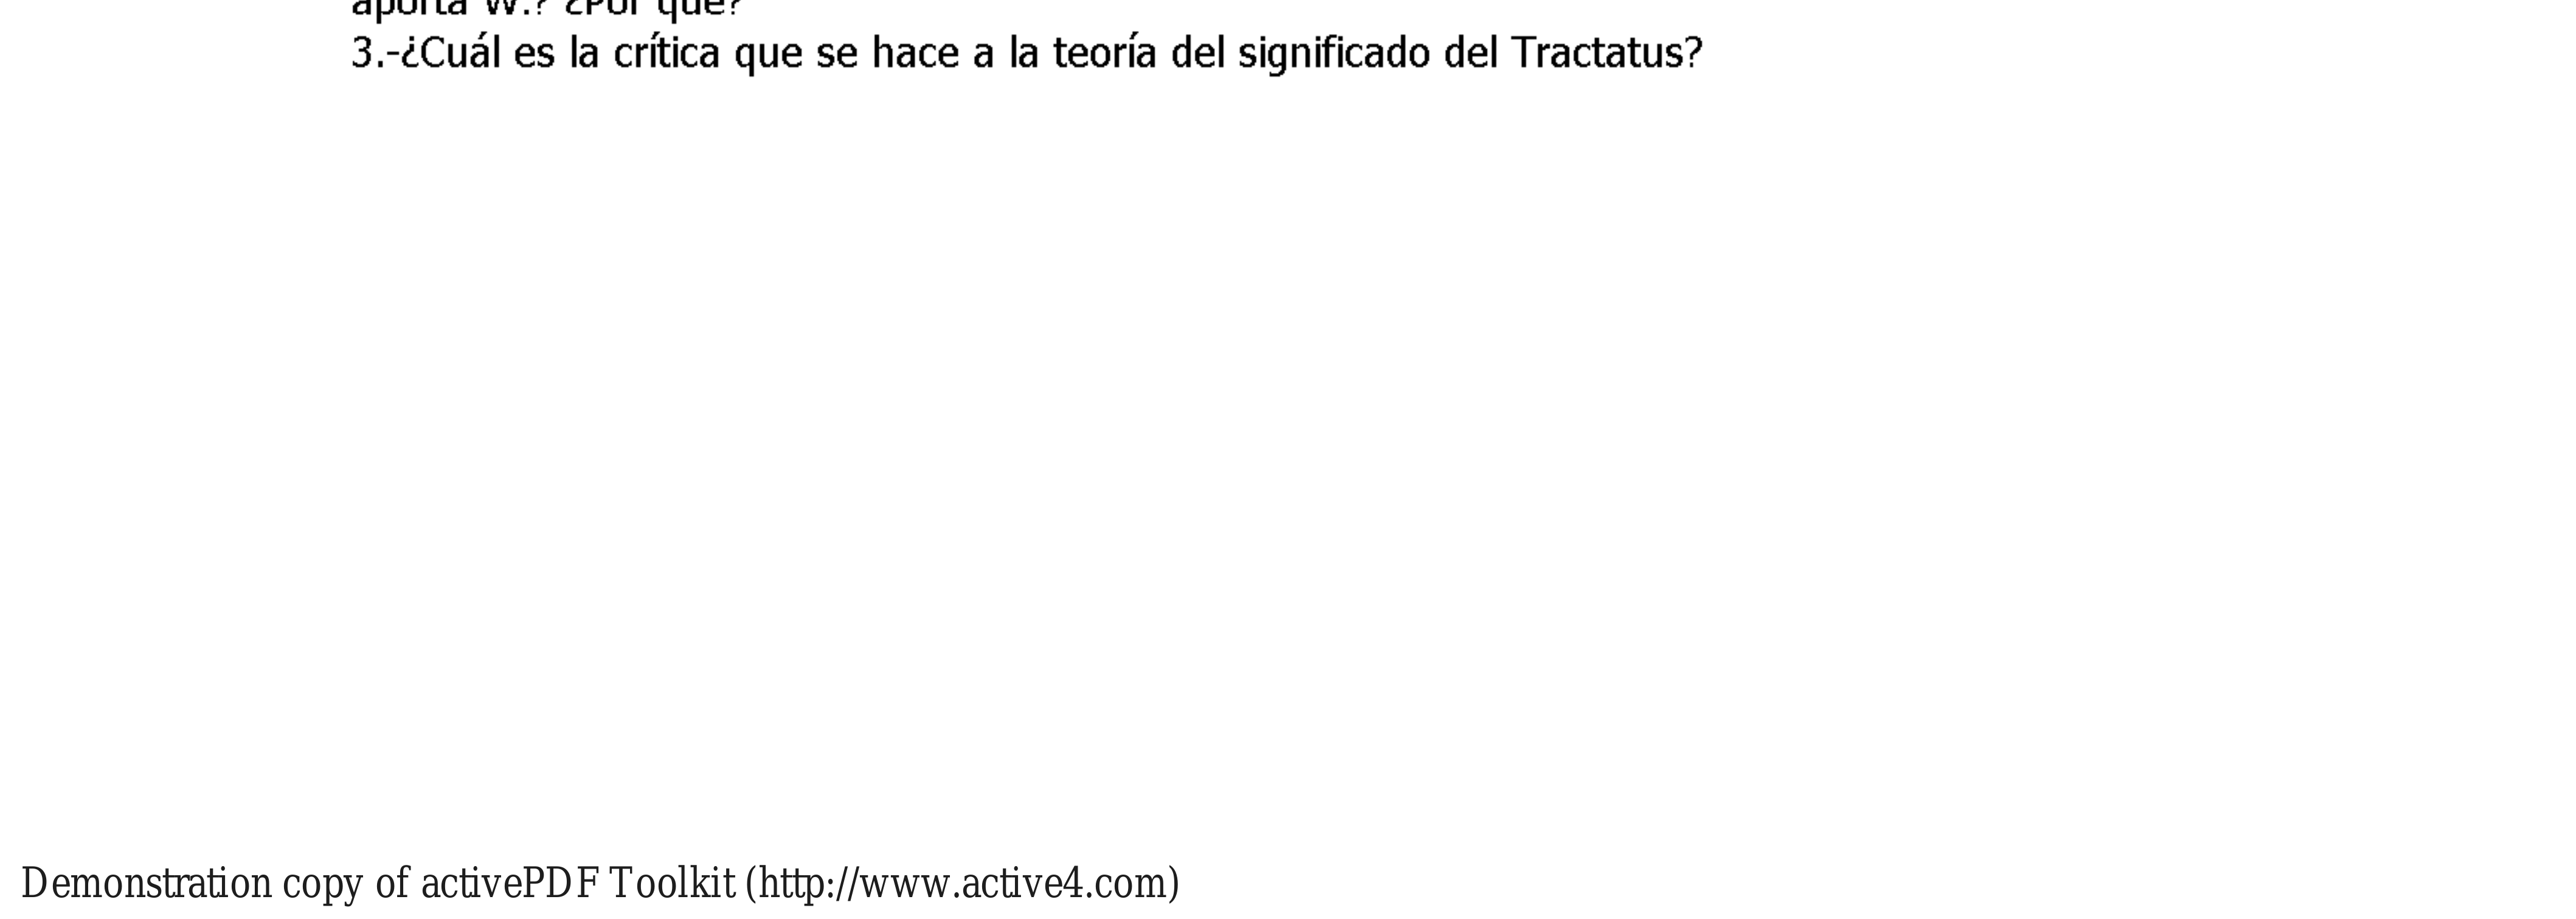 aporta W.? ¿Por qué?
3.-¿Cuál es la crítica que se hace a la teoría del significado del Tractatus?
Demonstration copy of activePDF Toolkit (http://www.active4.com)